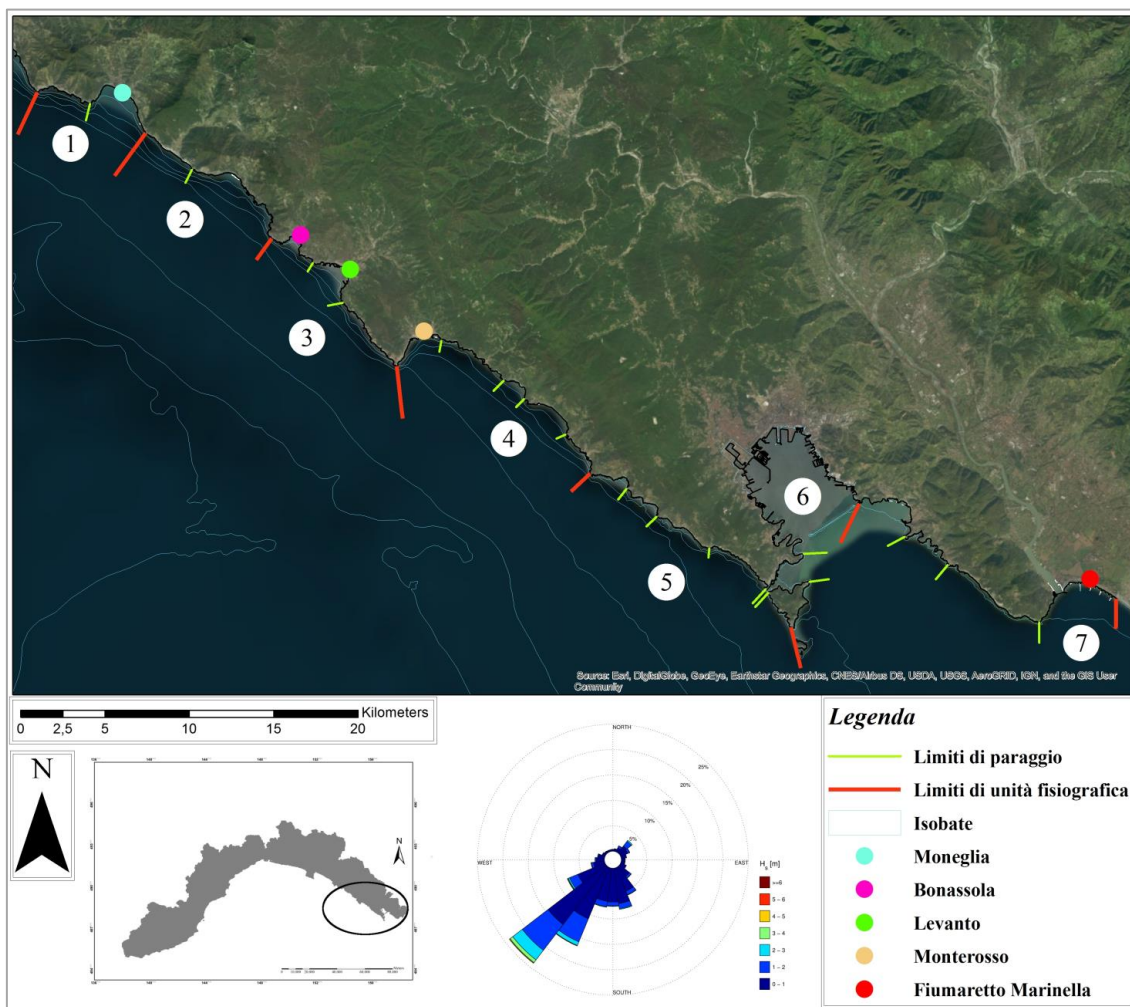 1
2
3
4
5
6
7
Source: Esri, DigitalGlobe, GeoEye, Earthstar Geographics, CNES/Airbus DS, USDA, USGS, AeroGRID, IGN, and the GIS User
Community
Kilometers
0 2,5 5 10 15 20
N
N
NORTH
25%
20%
15%
10%
5%
WEST
EAST
SOUTH
Hs [m]
>=6
5 - 6
4 - 5
3 - 4
2 - 3
1 - 2
0 - 1
Legenda
Limiti di paraggio
Limiti di unità fisiografica
Isobate
Moneglia
Bonassola
Levanto
Monterosso
Fiumaretto Marinella